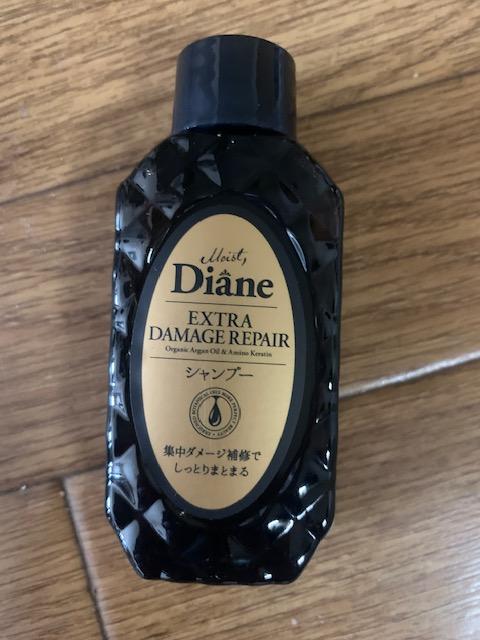 Moist,
Diâne
EXTRA
DAMAGE REPAIR
Organic Argan Oil & Amino Keratin
シャンプー
集中ダメージ補修で
しっとりまとまる